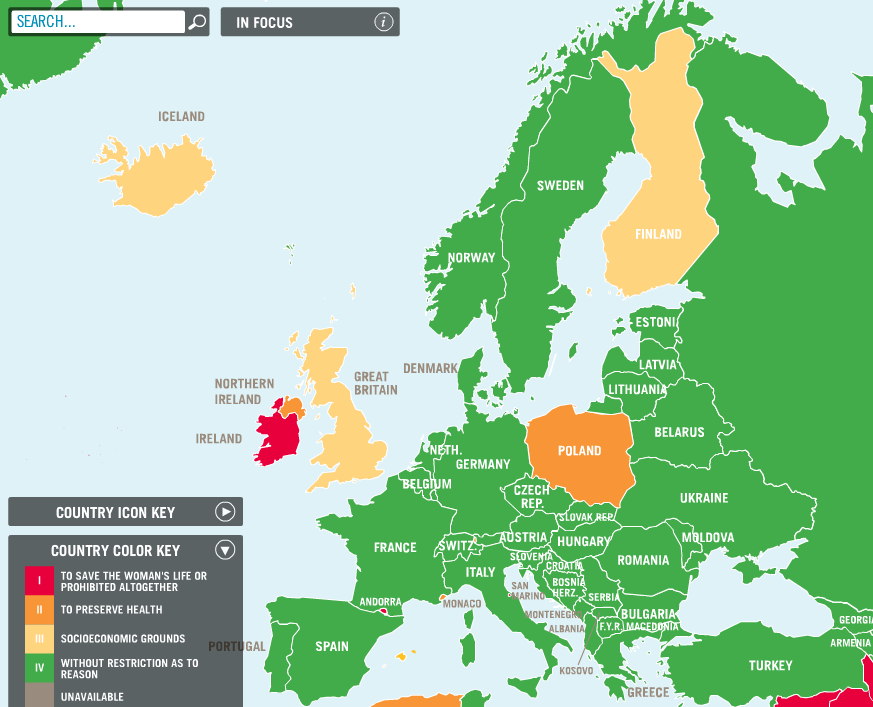 SEARCH...
IN FOCUS
i
ICELAND
SWEDEN
FINLAND
NORWAY
ESTONI
LATVIA
LITHUANIA
DENMARK
GREAT
BRITAIN
NORTHERN
IRELAND
IRELAND
BELARUS
POLAND
NETH.
GERMANY
BELGIUM
CZECH
REP.
UKRAINE
SLOVAK REP.
COUNTRY ICON KEY
FRANCE
SWITZ.
AUSTRIA
HUNGARY
MOLDOVA
SLOVENIA
ROMANIA
CROATIA
ITALY
BOSNIA
HERZ.
SAN
MARINO
SERBIA
ANDORRA
MONACO
MONTENEGRO
BULGARIA
GEORGIA
ALBANIA
F.Y.R. MACEDONIA
ARMENIA
PORTUGAL
SPAIN
KOSOVO
TURKEY
GREECE
COUNTRY COLOR KEY
I
TO SAVE THE WOMAN'S LIFE OR
PROHIBITED ALTOGETHER
II
TO PRESERVE HEALTH
III
SOCIOECONOMIC GROUNDS
IV
WITHOUT RESTRICTION AS TO
REASON
UNAVAILABLE